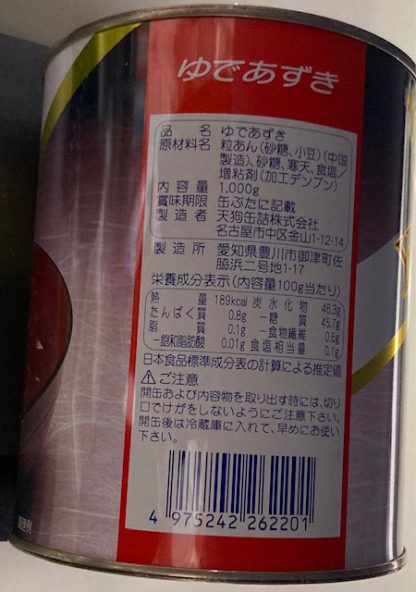 ゆであずき
品名 ゆであずき
原材料名 粒あん(砂糖、小豆)(中国
製造)、砂糖、寒天、食塩/
増粘剤(加工デンプン)
内容量 1,000g
賞味期限 缶ぶたに記載
製造者 天狗缶詰株式会社
名古屋市中区金山1-12-14
製造所 愛知県豊川市御津町佐
脇浜二号地1-17
栄養成分表示(内容量100g当たり)
熱量 189kcal 炭水化物 46.3g
たんぱく質 0.8g －糖質 45.7g
脂質 0.1g －食物繊維 0.6g
－飽和脂肪酸 0.01g 食塩相当量 0.1g
日本食品標準成分表の計算による推定値
⚠ご注意
開缶および内容物を取り出す時には、切り
口でけがをしないようにご注意下さい。
開缶後は冷蔵庫に入れて、早めにお使い
下さい。
4 975242 262201